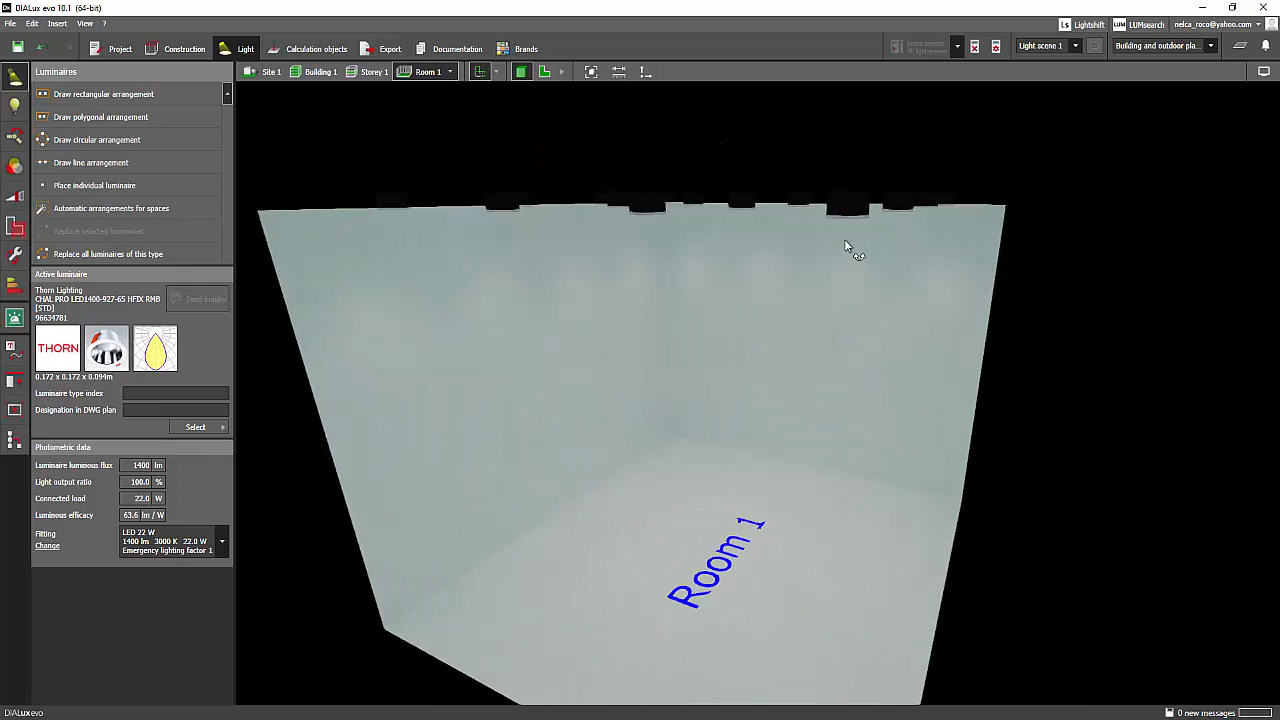 DIALux evo 10.1 (64-bit)
File Edit Insert View ?
Lightshift LUMsearch nelca_roco@yahoo.com
Project Construction Light Calculation objects Export Documentation Brands
Entire project
All light scenes
Light scene 1 Building and outdoor pla...
Luminaires
Site 1 Building 1 Storey 1 Room 1
Draw rectangular arrangement
Draw polygonal arrangement
Draw circular arrangement
Draw line arrangement
Place individual luminaire
Automatic arrangements for spaces
Replace selected luminaires
Replace all luminaires of this type
Active luminaire
Thorn Lighting
CHAL PRO LED1400-927-65 HFIX RMB
[STD]
96634781
Send inquiry
THORN
0.172 x 0.172 x 0.094m
Luminaire type index
Designation in DWG plan
Select
Photometric data
Luminaire luminous flux 1400 lm
Light output ratio 100.0 %
Connected load 22.0 W
Luminous efficacy 63.6 lm / W
Fitting
Change
LED 22 W
1400 lm 3000 K 22.0 W
Emergency lighting factor 1
Room 1
DIALuxevo
0 new messages